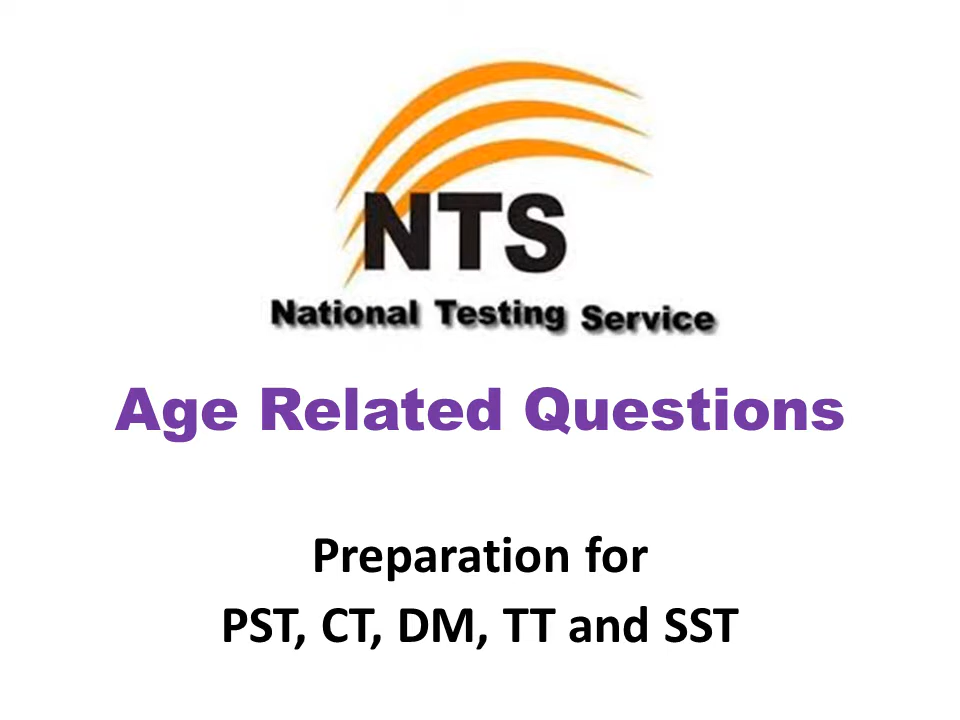 NTS
National Testing Service
Age Related Questions
Preparation for
PST, CT, DM, TT and SST